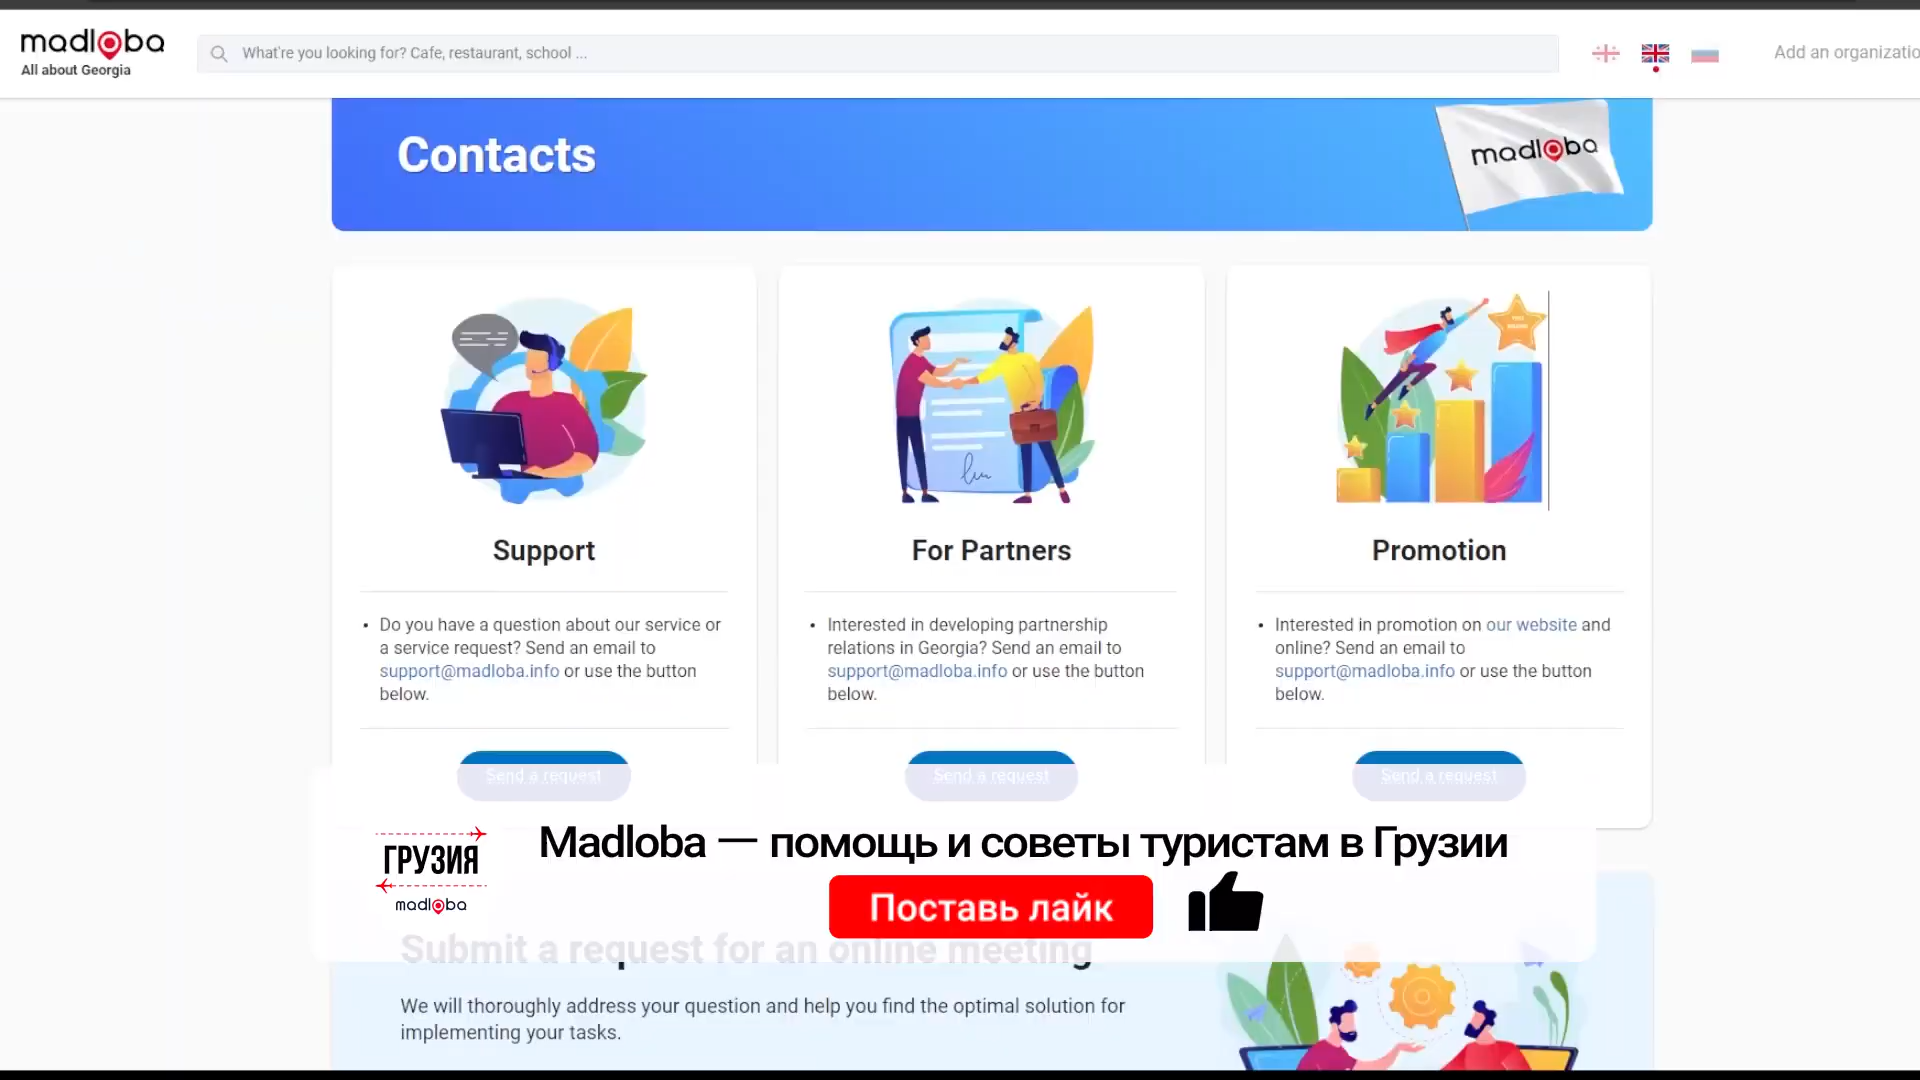 madloba
All about Georgia
What're you looking for? Cafe, restaurant, school ...
Add an organizatio
Contacts
madloba
Support
Do you have a question about our service or
a service request? Send an email to
support@madloba.info or use the button
below.
Send a request
For Partners
Interested in developing partnership
relations in Georgia? Send an email to
support@madloba.info or use the button
below.
Send a request
Promotion
Interested in promotion on our website and
online? Send an email to
support@madloba.info or use the button
below.
Send a request
ГРУЗИЯ
madloba
Madloba — помощь и советы туристам в Грузии
Поставь лайк
Submit a request for an online meeting
We will thoroughly address your question and help you find the optimal solution for
implementing your tasks.